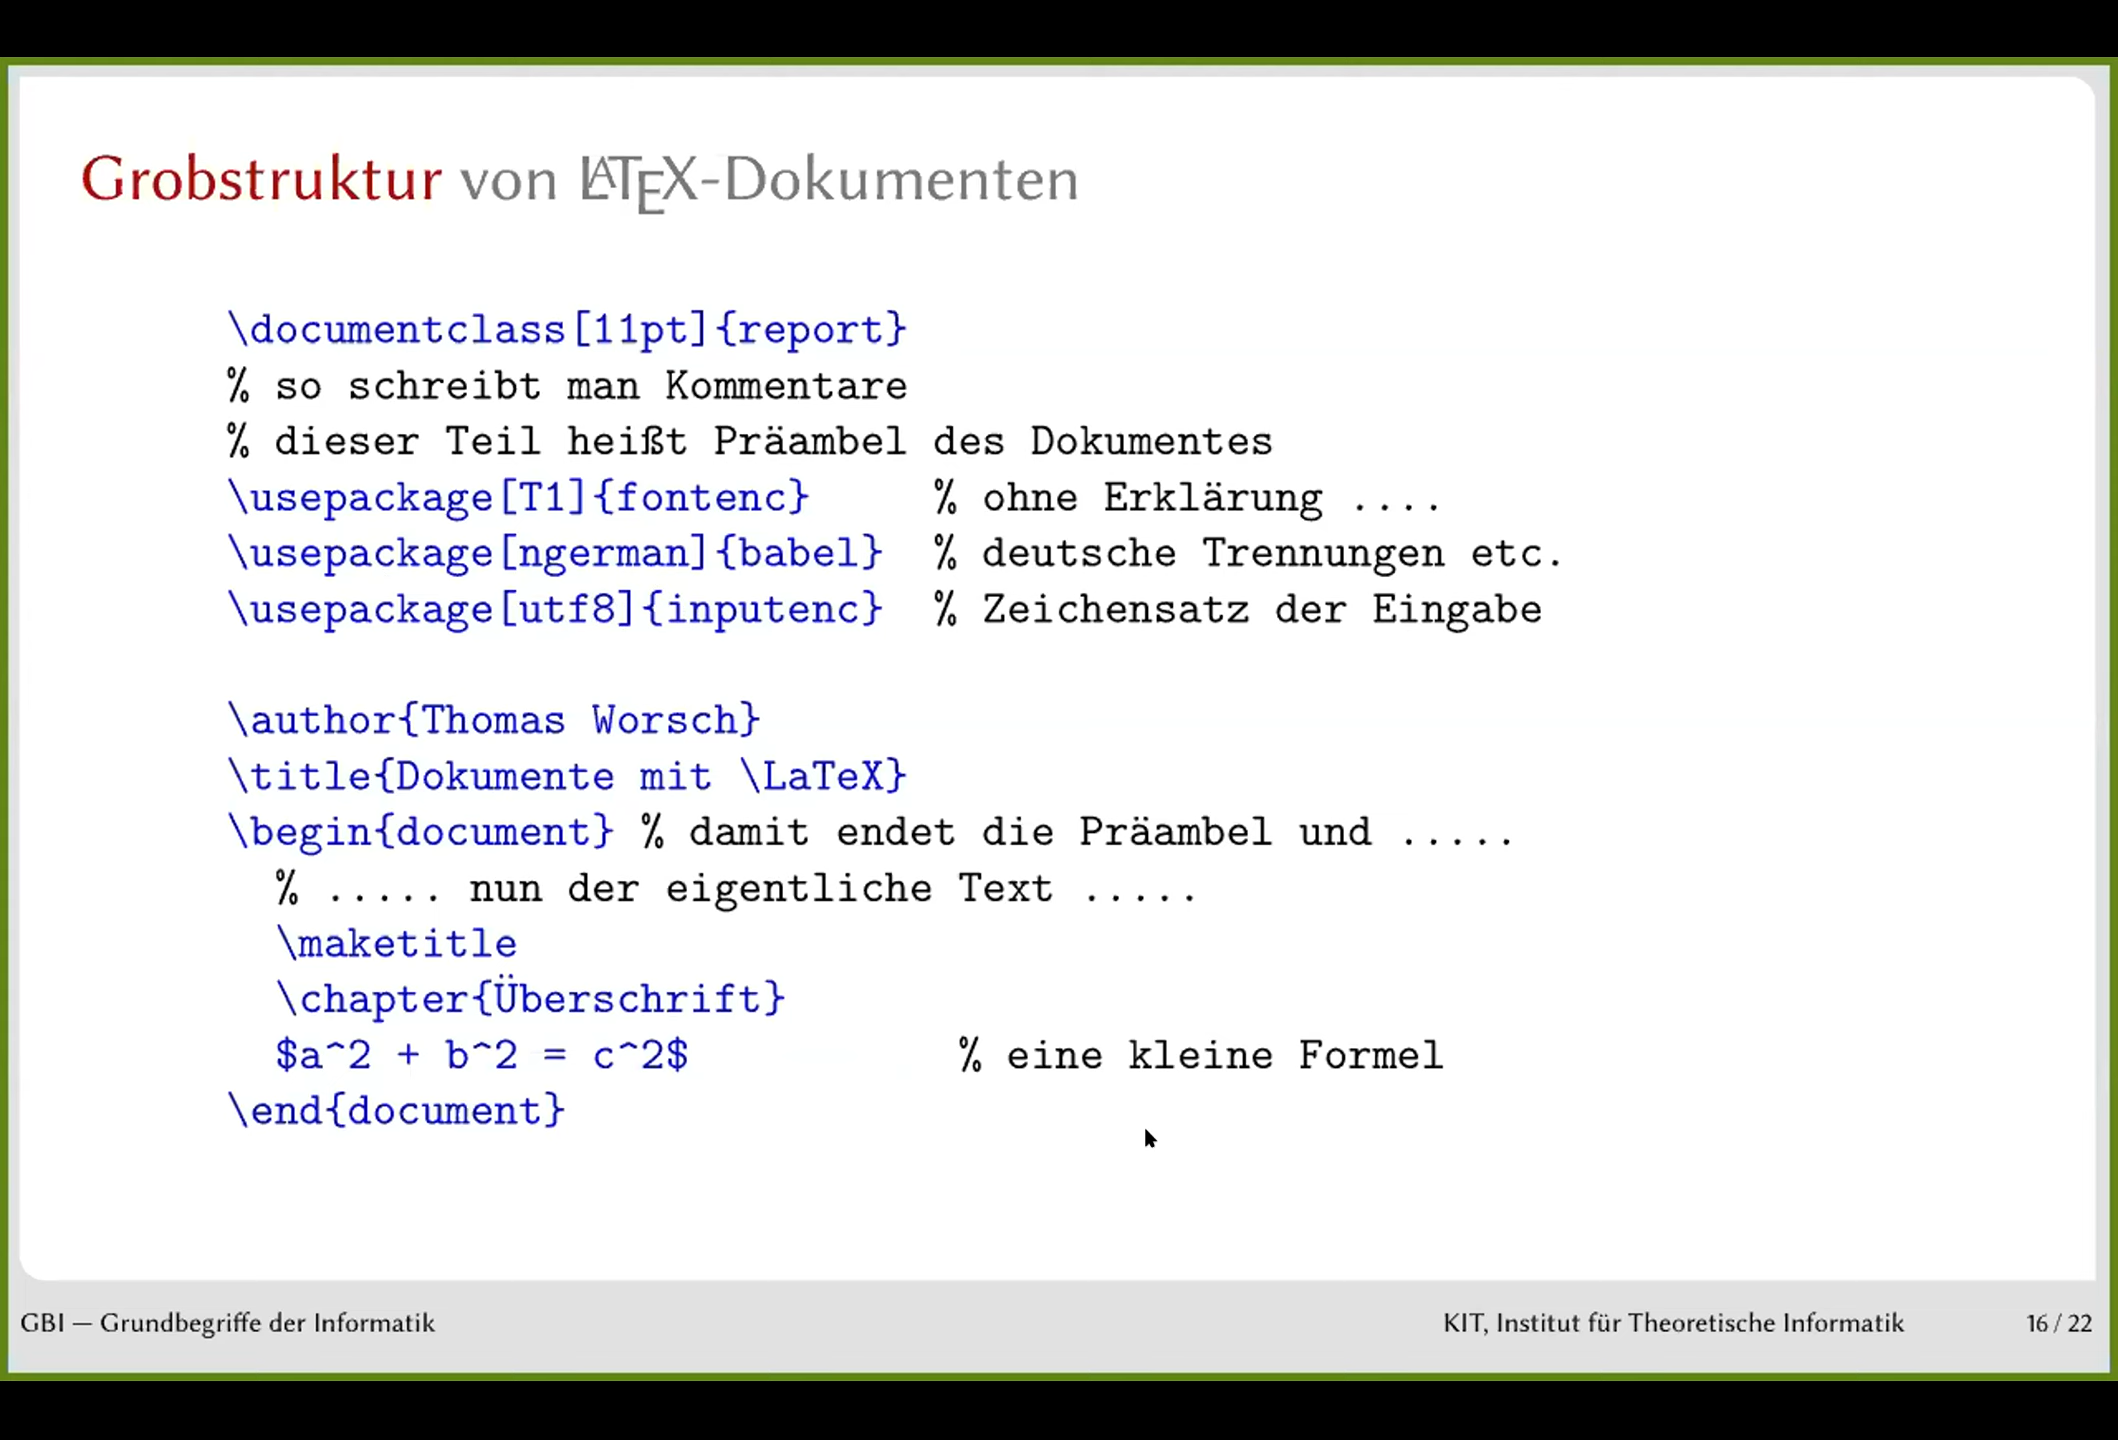 Grobstruktur von LATEX-Dokumenten
\documentclass[11pt]{report}
% so schreibt man Kommentare
% dieser Teil heißt Präambel des Dokumentes
\usepackage[T1]{fontenc} % ohne Erklärung ....
\usepackage[ngerman]{babel} % deutsche Trennungen etc.
\usepackage[utf8]{inputenc} % Zeichensatz der Eingabe
\author{Thomas Worsch}
\title{Dokumente mit \LaTeX}
\begin{document} % damit endet die Präambel und .....
% ..... nun der eigentliche Text .....
\maketitle
\chapter{Überschrift}
$a^2 + b^2 = c^2$ % eine kleine Formel
\end{document}
GBI — Grundbegriffe der Informatik KIT, Institut für Theoretische Informatik 16 / 22